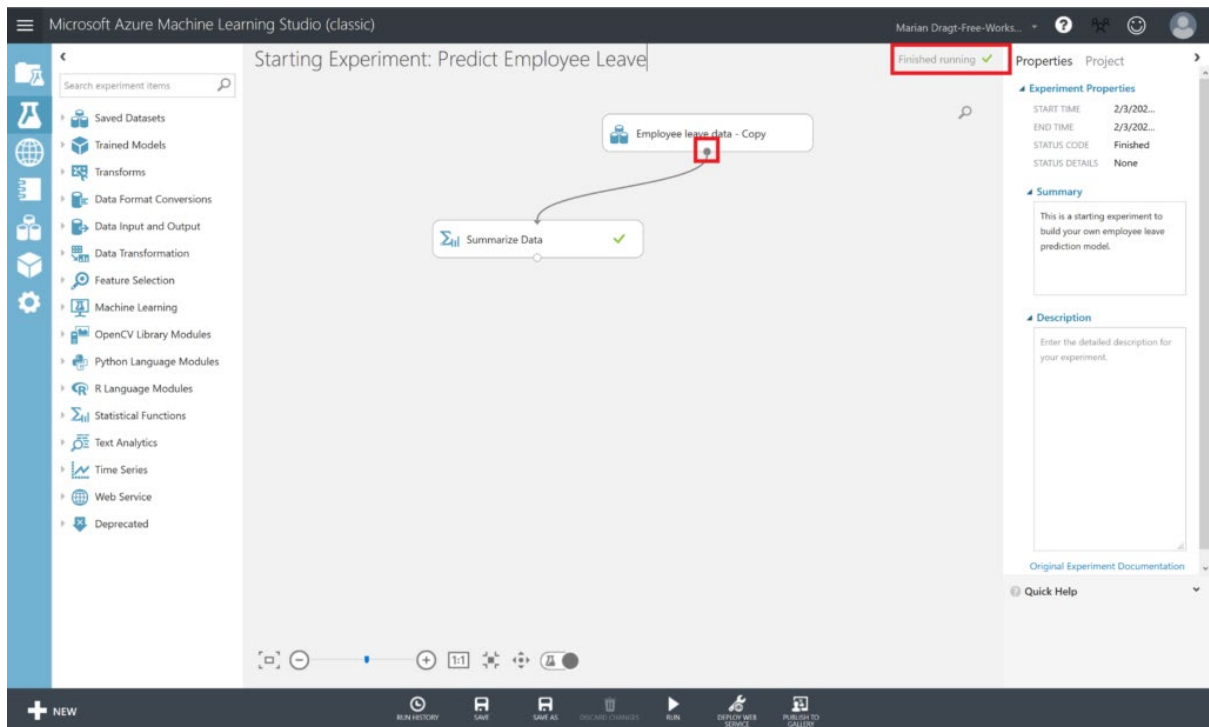 Microsoft Azure Machine Learning Studio (classic)
Marian Dragt-Free-Works...
?
Search experiment items
Saved Datasets
Trained Models
Transforms
Data Format Conversions
Data Input and Output
Data Transformation
Feature Selection
Machine Learning
OpenCV Library Modules
Python Language Modules
R Language Modules
Statistical Functions
Text Analytics
Time Series
Web Service
Deprecated
Starting Experiment: Predict Employee Leave
Finished running
Employee leave data - Copy
Summarize Data
1:1
Properties Project
Experiment Properties
START TIME 2/3/202...
END TIME 2/3/202...
STATUS CODE Finished
STATUS DETAILS None
Summary
This is a starting experiment to
build your own employee leave
prediction model.
Description
Enter the detailed description for
your experiment.
Original Experiment Documentation
Quick Help
NEW
RUN HISTORY
SAVE
SAVE AS
DISCARD CHANGES
RUN
DEPLOY WEB
SERVICE
PUBLISH TO
GALLERY